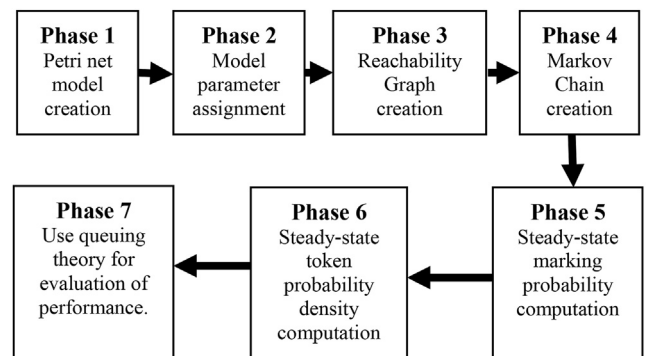 Phase 1
Petri net
model
creation
Phase 2
Model
parameter
assignment
Phase 3
Reachability
Graph
creation
Phase 4
Markov
Chain
creation
Phase 5
Steady-state
marking
probability
computation
Phase 6
Steady-state
token
probability
density
computation
Phase 7
Use queuing
theory for
evaluation of
performance.